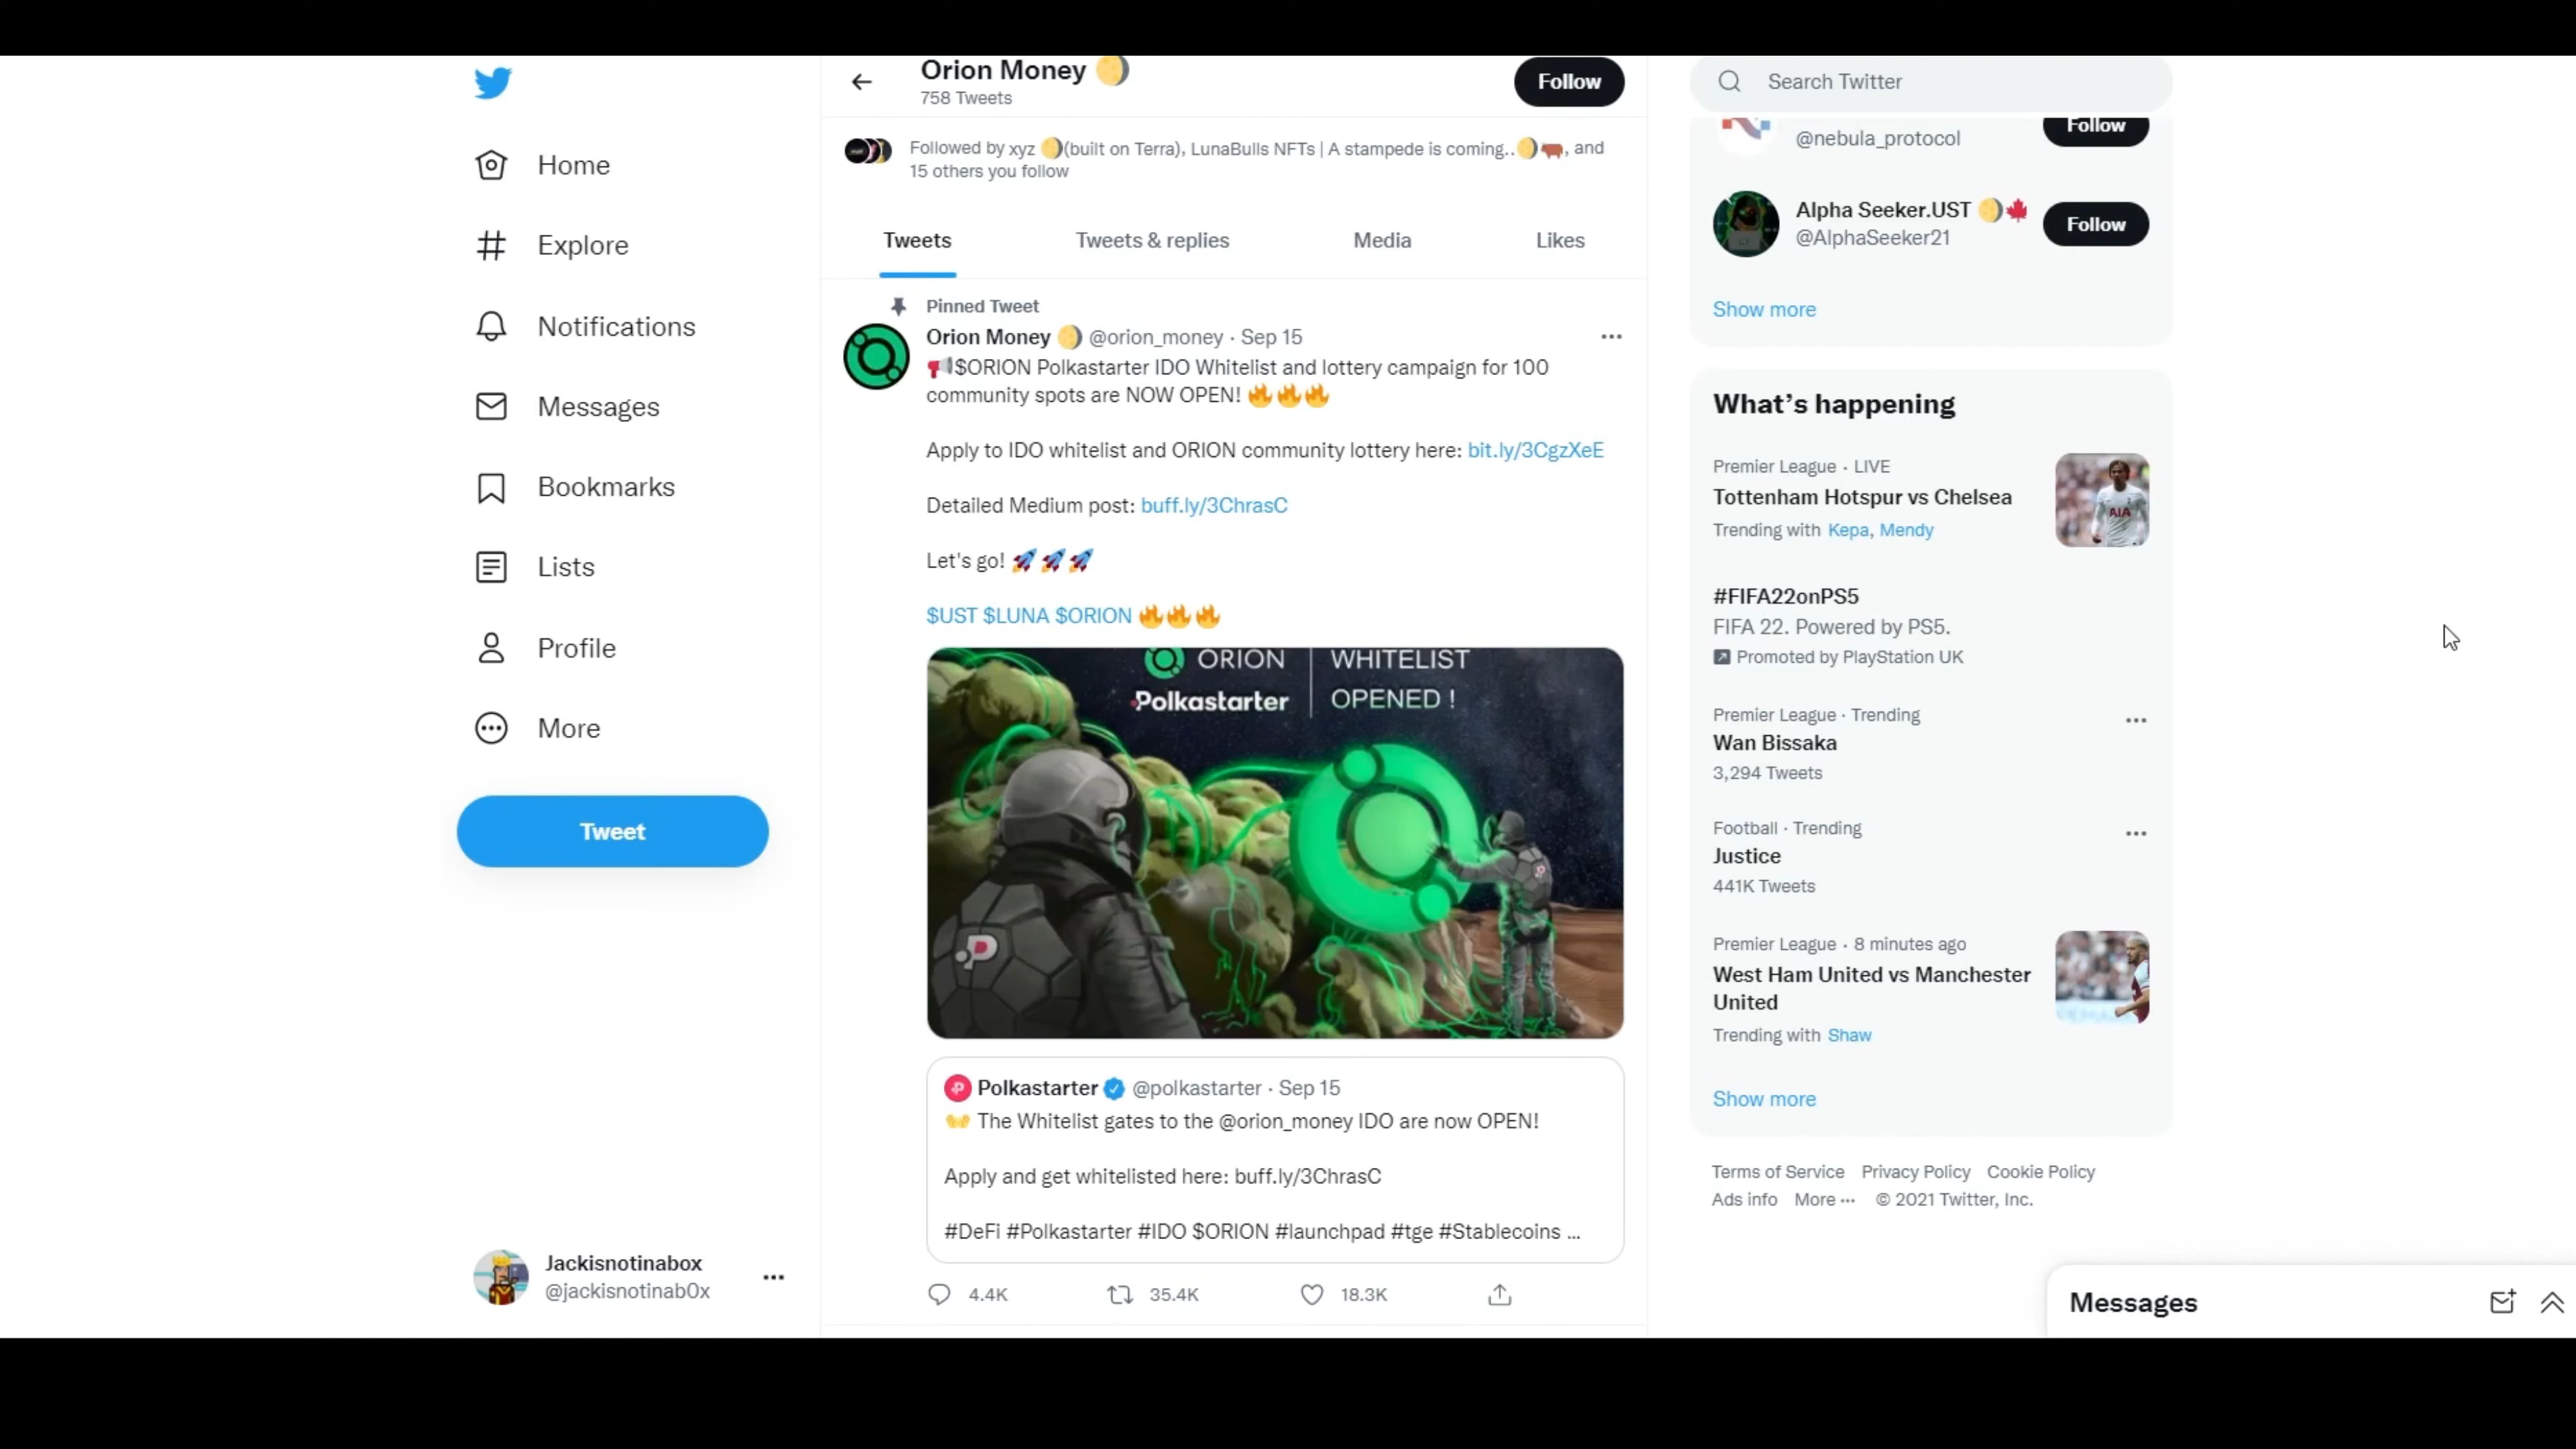 Home
Explore
Notifications
Messages
Bookmarks
Lists
Profile
More
Tweet
Jackisnotinabox
@jackisnotinab0x
Orion Money
758 Tweets
Follow
Followed by xyz (built on Terra), LunaBulls NFTs | A stampede is coming.. , and
15 others you follow
Tweets
Tweets & replies
Media
Likes
Pinned Tweet
Orion Money @orion_money · Sep 15
$ORION Polkastarter IDO Whitelist and lottery campaign for 100
community spots are NOW OPEN! 🔥🔥🔥
Apply to IDO whitelist and ORION community lottery here: bit.ly/3CgzXeE
Detailed Medium post: buff.ly/3ChrasC
Let's go! 🚀🚀🚀
$UST $LUNA $ORION 🔥🔥🔥
ORION
Polkastarter
WHITELIST
OPENED !
Polkastarter @polkastarter · Sep 15
The Whitelist gates to the @orion_money IDO are now OPEN!
Apply and get whitelisted here: buff.ly/3ChrasC
#DeFi #Polkastarter #IDO $ORION #launchpad #tge #Stablecoins ...
4.4K
35.4K
18.3K
Search Twitter
@nebula_protocol
Follow
Alpha Seeker.UST
@AlphaSeeker21
Follow
Show more
What's happening
Premier League · LIVE
Tottenham Hotspur vs Chelsea
Trending with Kepa, Mendy
AIA
#FIFA22onPS5
FIFA 22. Powered by PS5.
Promoted by PlayStation UK
Premier League · Trending
Wan Bissaka
3,294 Tweets
Football · Trending
Justice
441K Tweets
Premier League · 8 minutes ago
West Ham United vs Manchester
United
Trending with Shaw
Show more
Terms of Service Privacy Policy Cookie Policy
Ads info More ··· © 2021 Twitter, Inc.
Messages